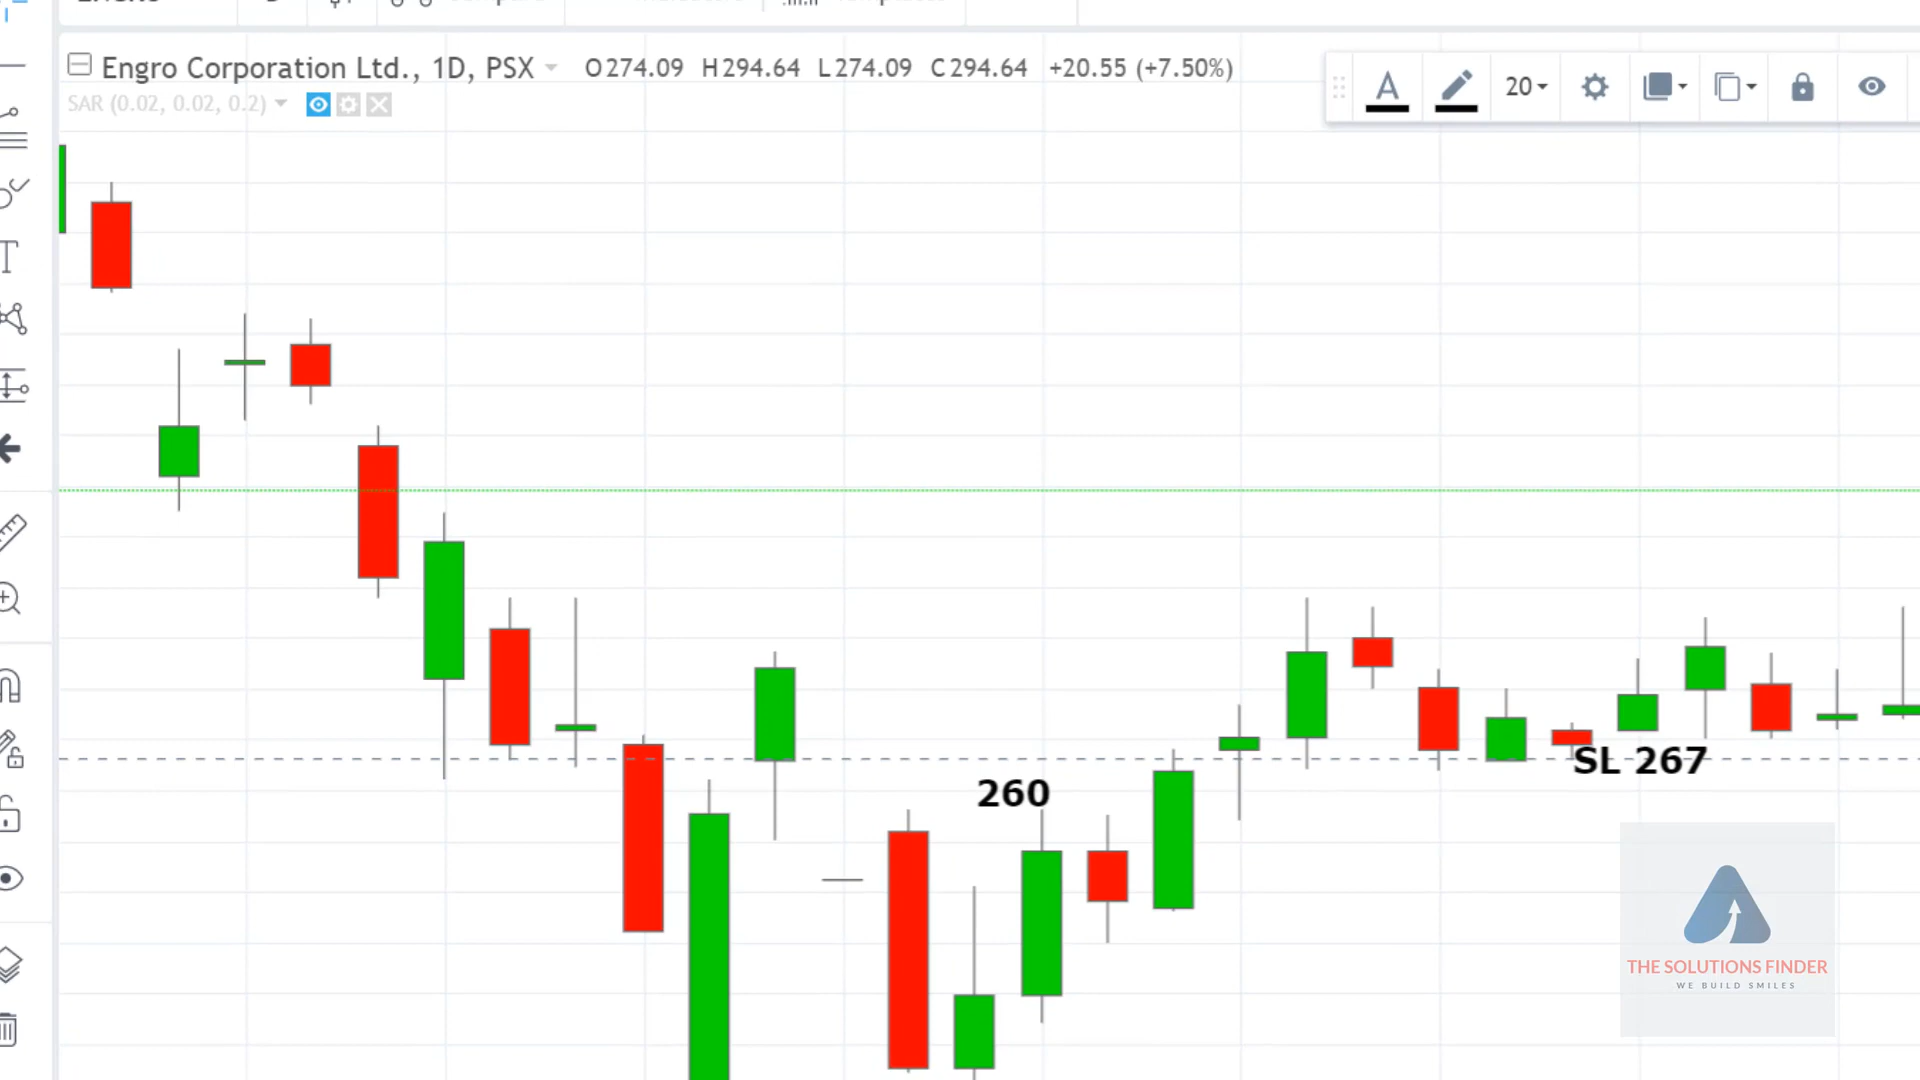 Engro Corporation Ltd., 1D, PSX O274.09 H294.64 L274.09 C294.64 +20.55 (+7.50%)
SAR (0.02, 0.02, 0.2)
20
SL 267
260
THE SOLUTIONS FINDER
WE BUILD SMILES